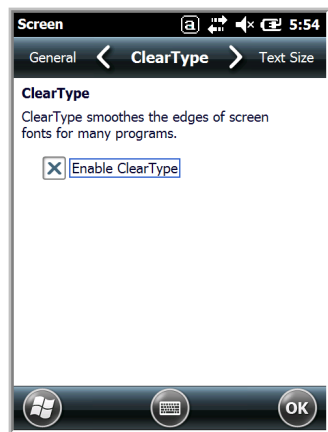 Screen a 5:54
General ClearType Text Size
ClearType
ClearType smoothes the edges of screen
fonts for many programs.
Enable ClearType
OK